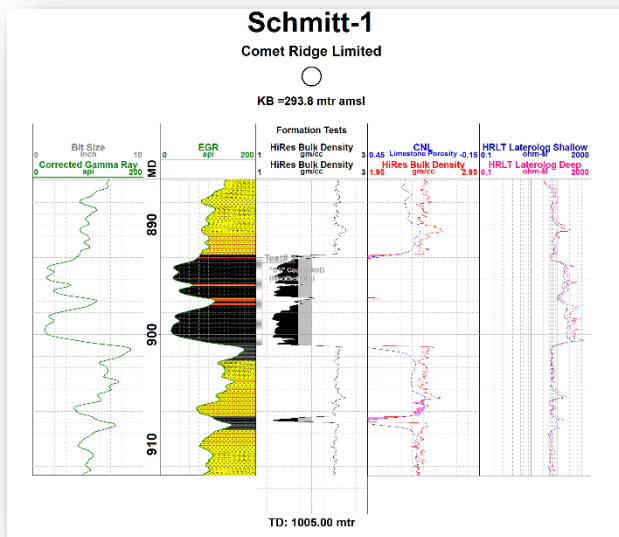 Schmitt-1
Comet Ridge Limited
KB =293.8 mtr amsl
Formation Tests
Bit Size
0 inch 10
Corrected Gamma Ray
0 api 200
MD
EGR
0 api 200
HiRes Bulk Density
1 gm/cc 3
HiRes Bulk Density
1 gm/cc 3
CNL
0.45 Limestone Porosity -0.15
HiRes Bulk Density
1.95 gm/cc 2.95
HRLT Laterolog Shallow
0.1 ohm-M 2000
HRLT Laterolog Deep
0.1 ohm-M 2000
890
Test#
900
910
TD: 1005.00 mtr